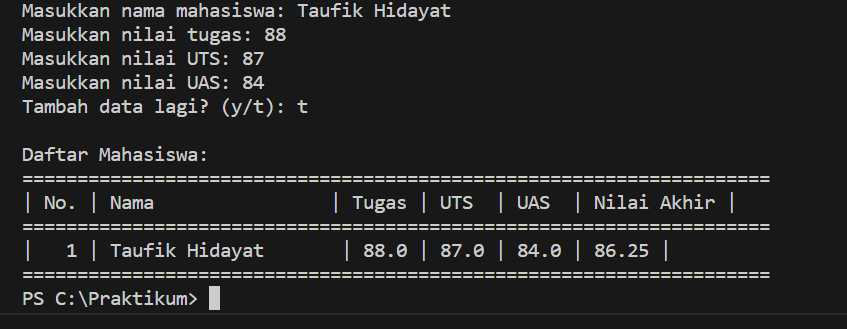 Masukkan nama mahasiswa: Taufik Hidayat
Masukkan nilai tugas: 88
Masukkan nilai UTS: 87
Masukkan nilai UAS: 84
Tambah data lagi? (y/t): t
Daftar Mahasiswa:
====================================================================
| No. | Nama                | Tugas | UTS  | UAS  | Nilai Akhir |
====================================================================
|   1 | Taufik Hidayat       | 88.0 | 87.0 | 84.0 | 86.25 |
====================================================================
PS C:\Praktikum>